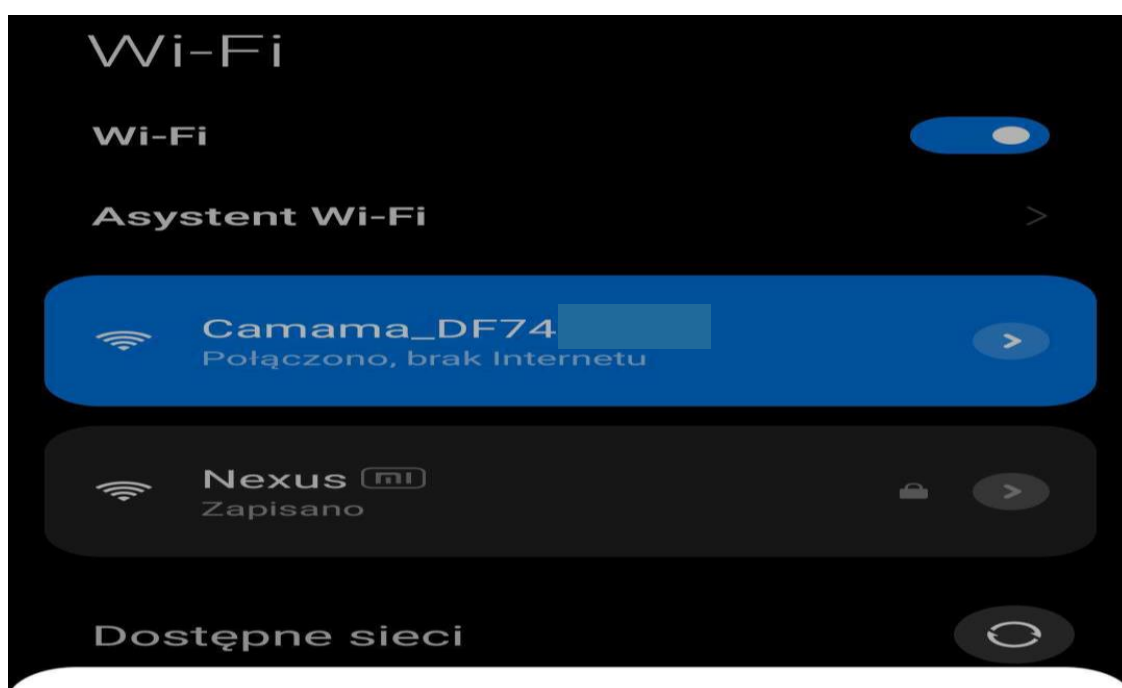 Wi-Fi
Wi-Fi
Asystent Wi-Fi
Camama_DF74
Połączono, brak Internetu
Nexus mi
Zapisano
Dostępne sieci